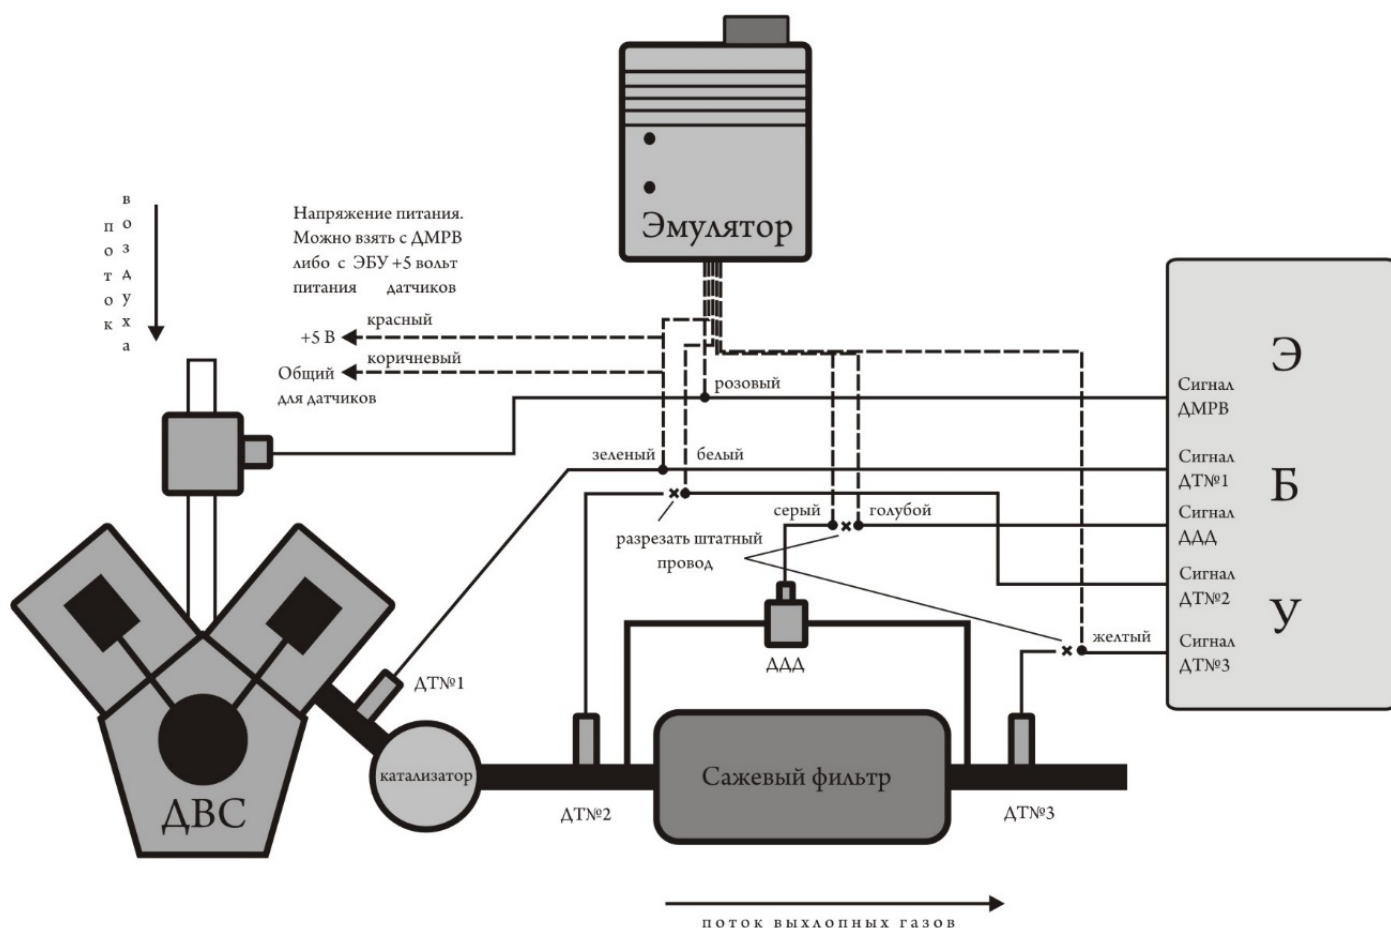 Эмулятор
поток
воздуха
Напряжение питания.
Можно взять с ДМРВ
либо с ЭБУ +5 вольт
питания датчиков
красный
+5 В
коричневый
Общий
для датчиков
розовый
зеленый
белый
серый
голубой
разрезать штатный
провод
желтый
Э
Б
У
Сигнал
ДМРВ
Сигнал
ДТ№1
Сигнал
ДДД
Сигнал
ДТ№2
Сигнал
ДТ№3
ДДД
ДТ№1
катализатор
Сажевый фильтр
ДВС
ДТ№2
ДТ№3
поток выхлопных газов